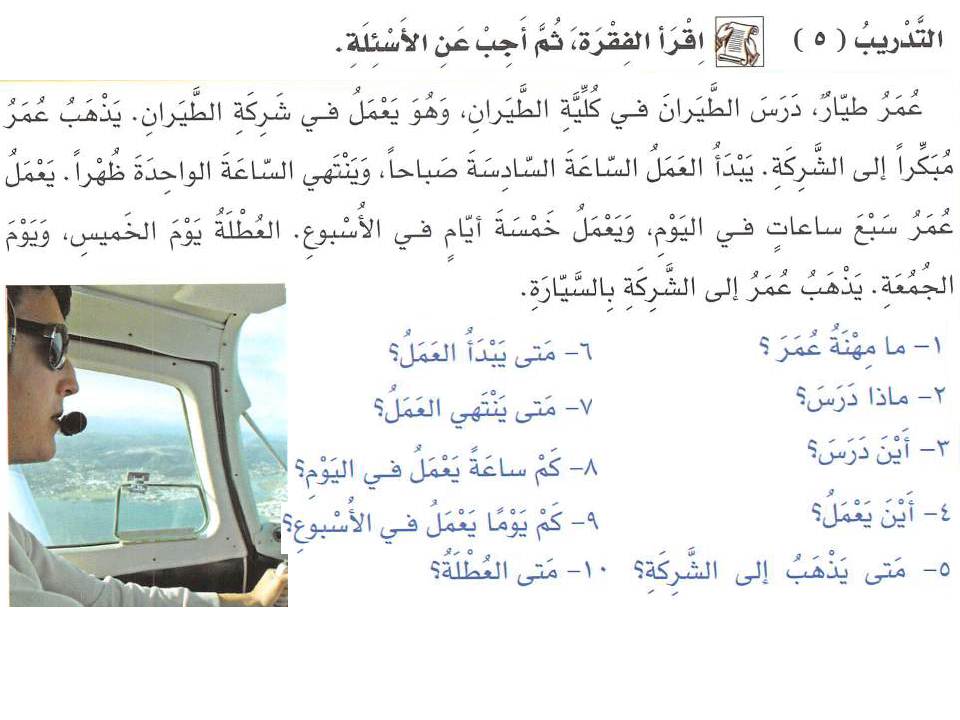 التَّدْريبُ ( ٥ ) اِقْرَأ الفِقْرَةَ، ثُمَّ أَجِبْ عَنِ الأَسْئِلَةِ.
عُمَرُ طيّارٌ، دَرَسَ الطَّيَرانَ في كُلِّيَّةِ الطَّيَرانِ، وَهُوَ يَعْمَلُ في شَرِكَةِ الطَّيَرانِ. يَذْهَبُ عُمَرُ
مُبَكِّراً إلى الشَّرِكَةِ. يَبْدَأُ العَمَلُ السّاعَةَ السّادِسَةَ صَباحاً، وَيَنْتَهي السّاعَةَ الواحِدَةَ ظُهْراً. يَعْمَلُ
عُمَرُ سَبْعَ ساعاتٍ في اليَوْمِ، وَيَعْمَلُ خَمْسَةَ أيّامٍ في الأُسْبوعِ. العُطْلَةُ يَوْمَ الخَميسِ، وَيَوْمَ
الجُمُعَةِ. يَذْهَبُ عُمَرُ إلى الشَّرِكَةِ بِالسَّيّارَةِ.
١- ما مِهْنَةُ عُمَرَ ؟
٢- ماذا دَرَسَ؟
٣- أَيْنَ دَرَسَ؟
٤- أَيْنَ يَعْمَلُ؟
٥- مَتى يَذْهَبُ إلى الشَّرِكَةِ؟
٦- مَتى يَبْدَأُ العَمَلُ؟
٧- مَتى يَنْتَهي العَمَلُ؟
٨- كَمْ ساعَةً يَعْمَلُ في اليَوْمِ؟
٩- كَمْ يَوْمًا يَعْمَلُ في الأُسْبوعِ؟
١٠- مَتى العُطْلَةُ؟